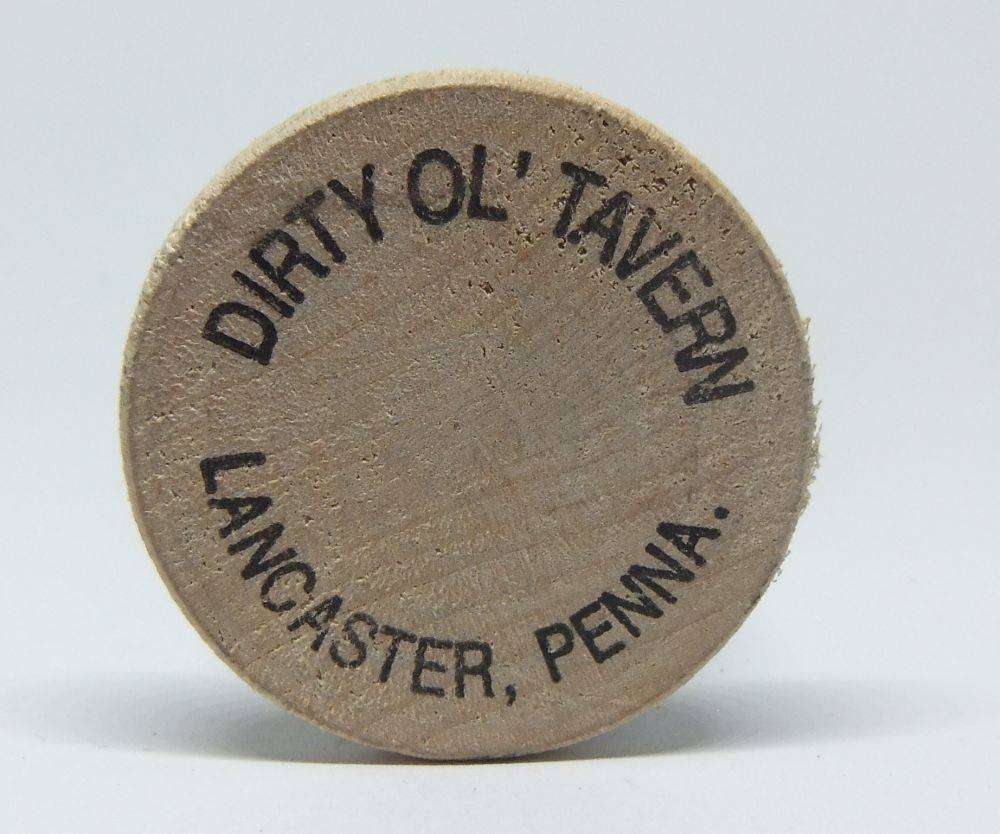 DIRTY OL' TAVERN
LANCASTER, PENNA.